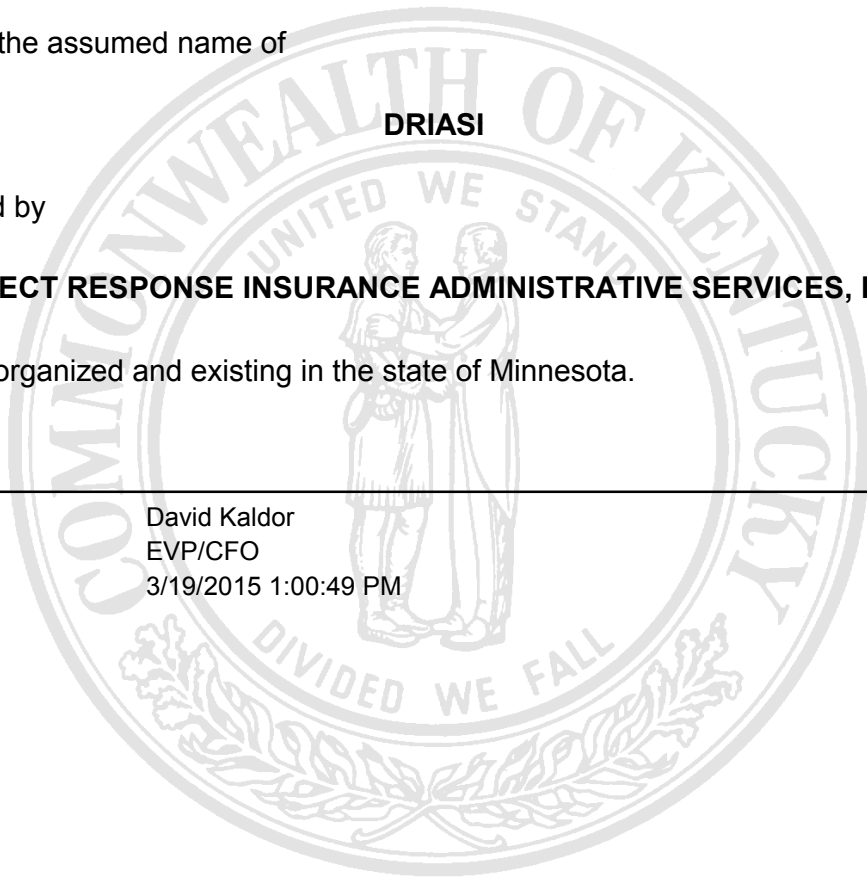 the assumed name of
DRIASI
d by
ECT RESPONSE INSURANCE ADMINISTRATIVE SERVICES, I
organized and existing in the state of Minnesota.
David Kaldor
EVP/CFO
3/19/2015 1:00:49 PM
COMMONWEALTH OF KENTUCKY
UNITED WE STAND
DIVIDED WE FALL